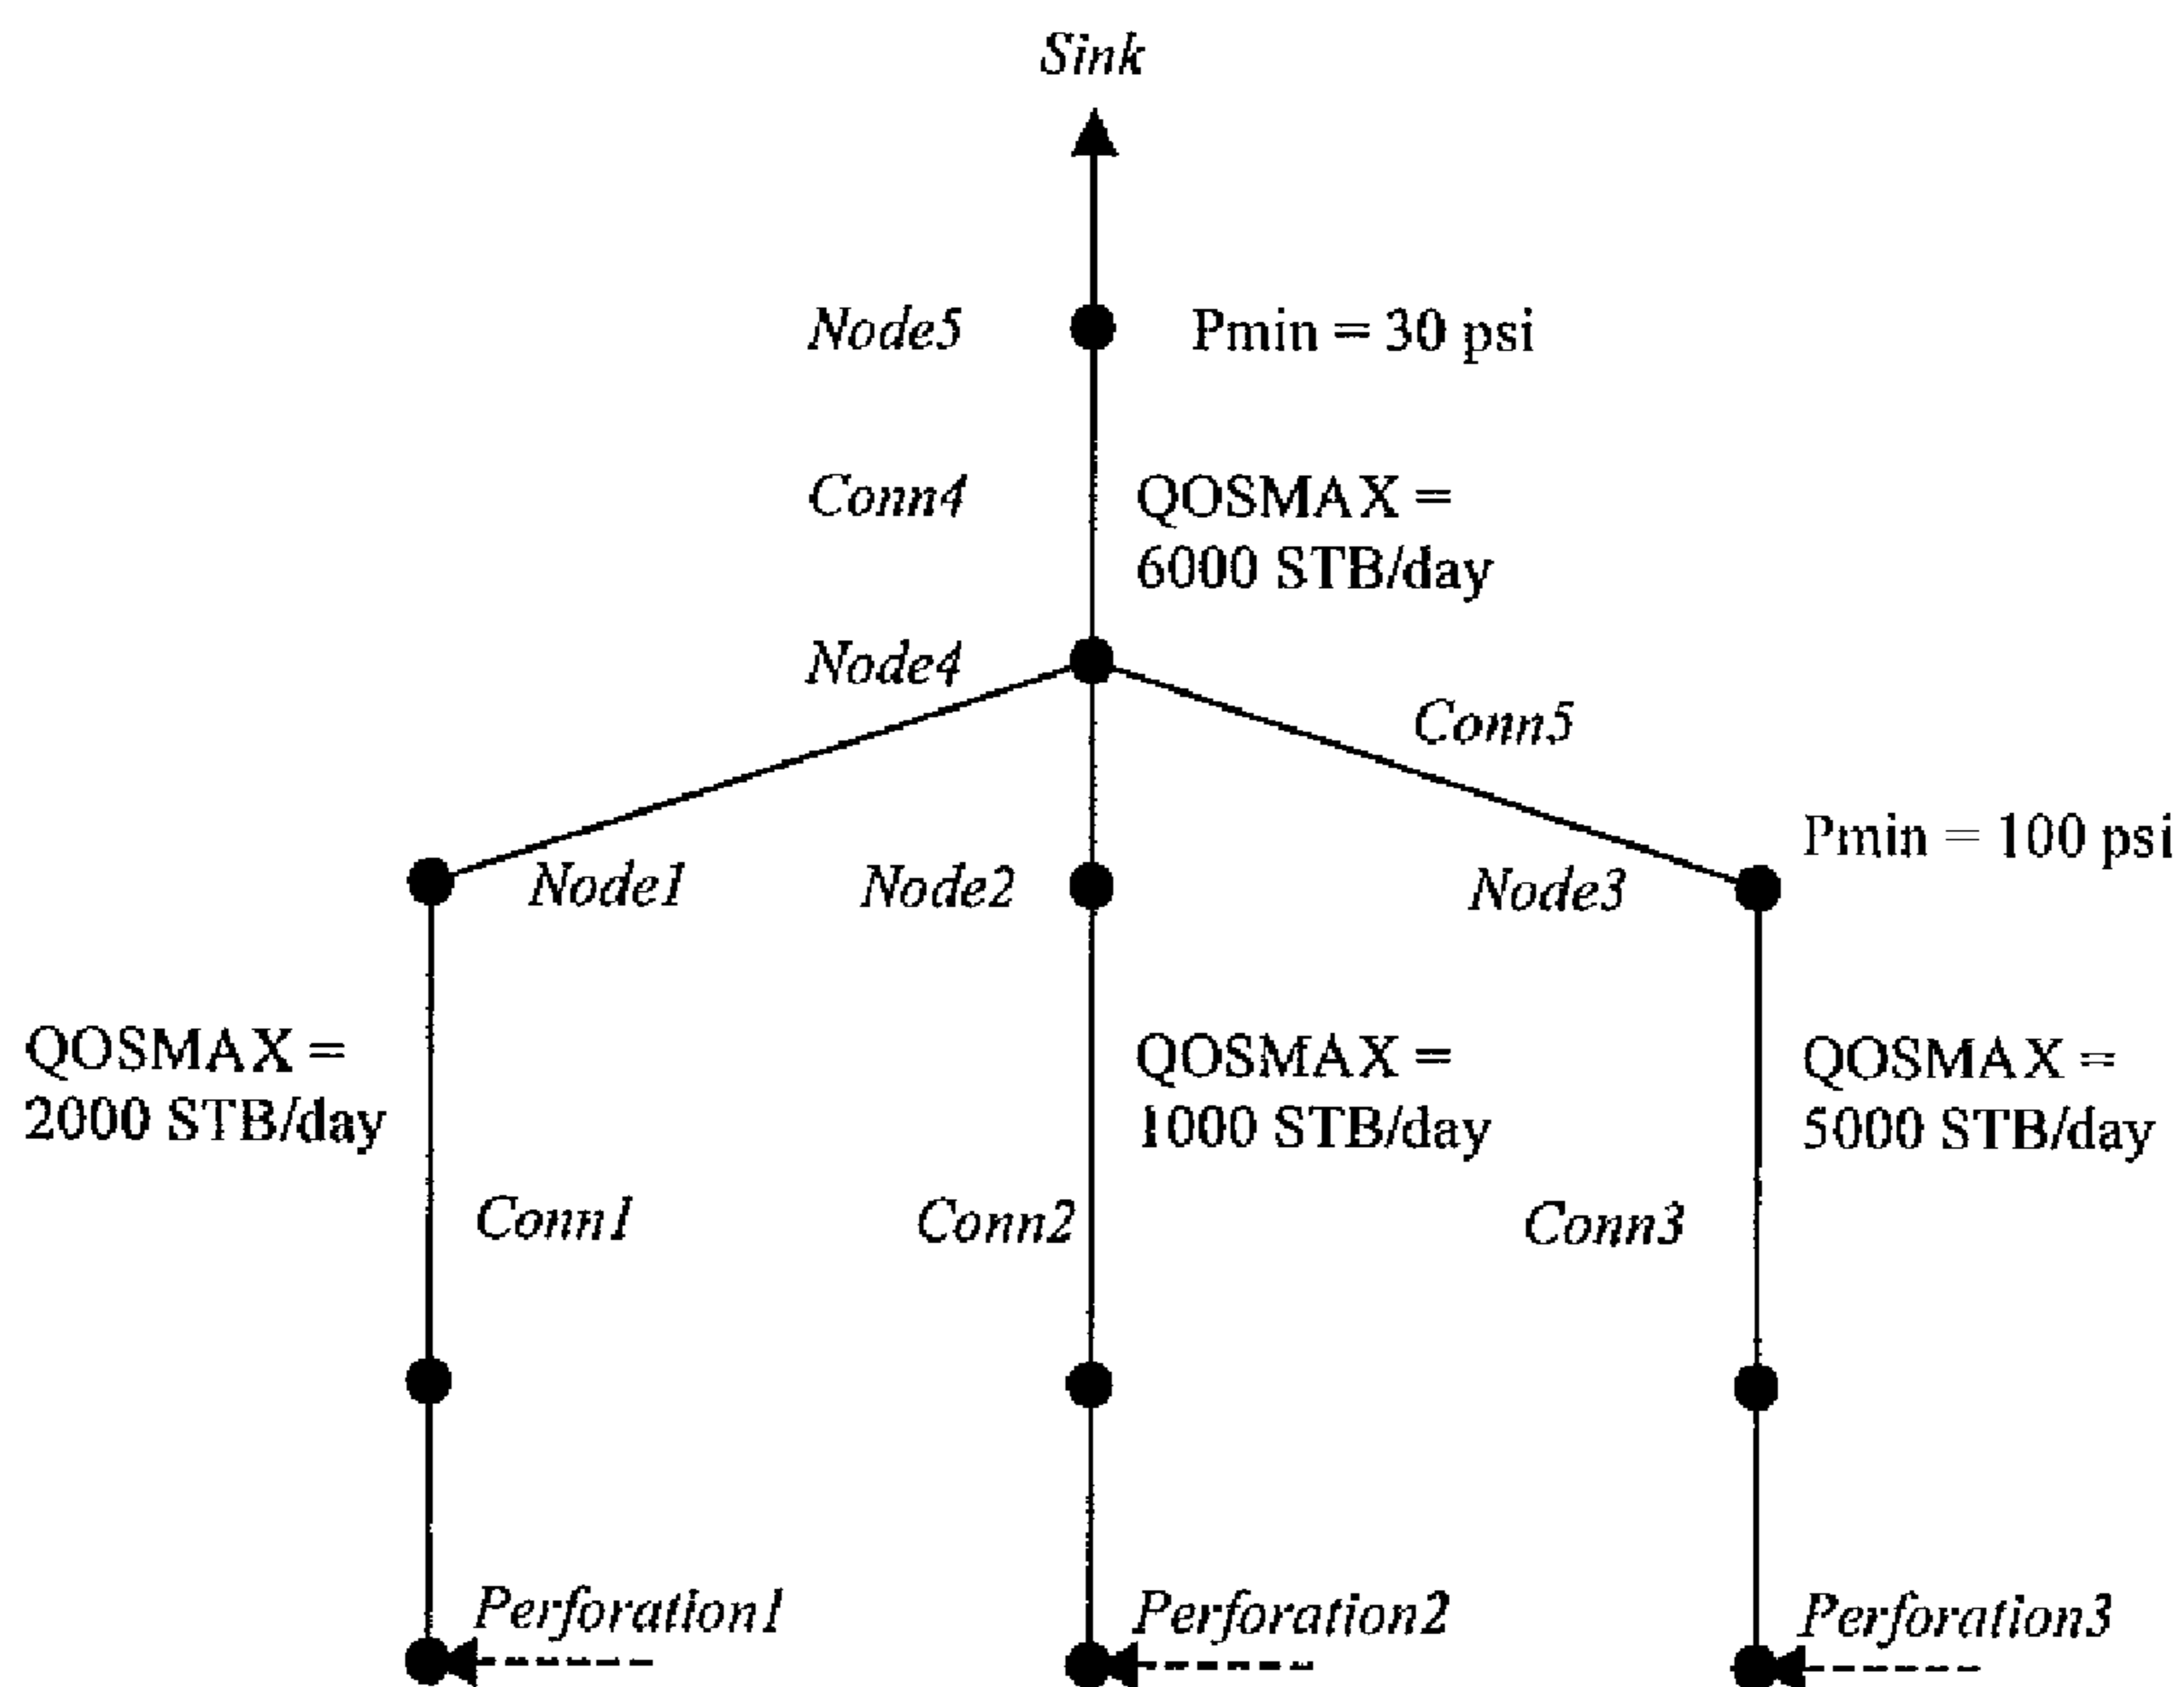 Sink
Node5
Pmin = 30 psi
Conn4
QOSMAX =
6000 STB/day
Node4
Conn5
Pmin = 100 psi
Node1
Node2
Node3
QOSMAX =
2000 STB/day
QOSMAX =
1000 STB/day
QOSMAX =
5000 STB/day
Conn1
Conn2
Conn3
Perforation1
Perforation2
Perforation3